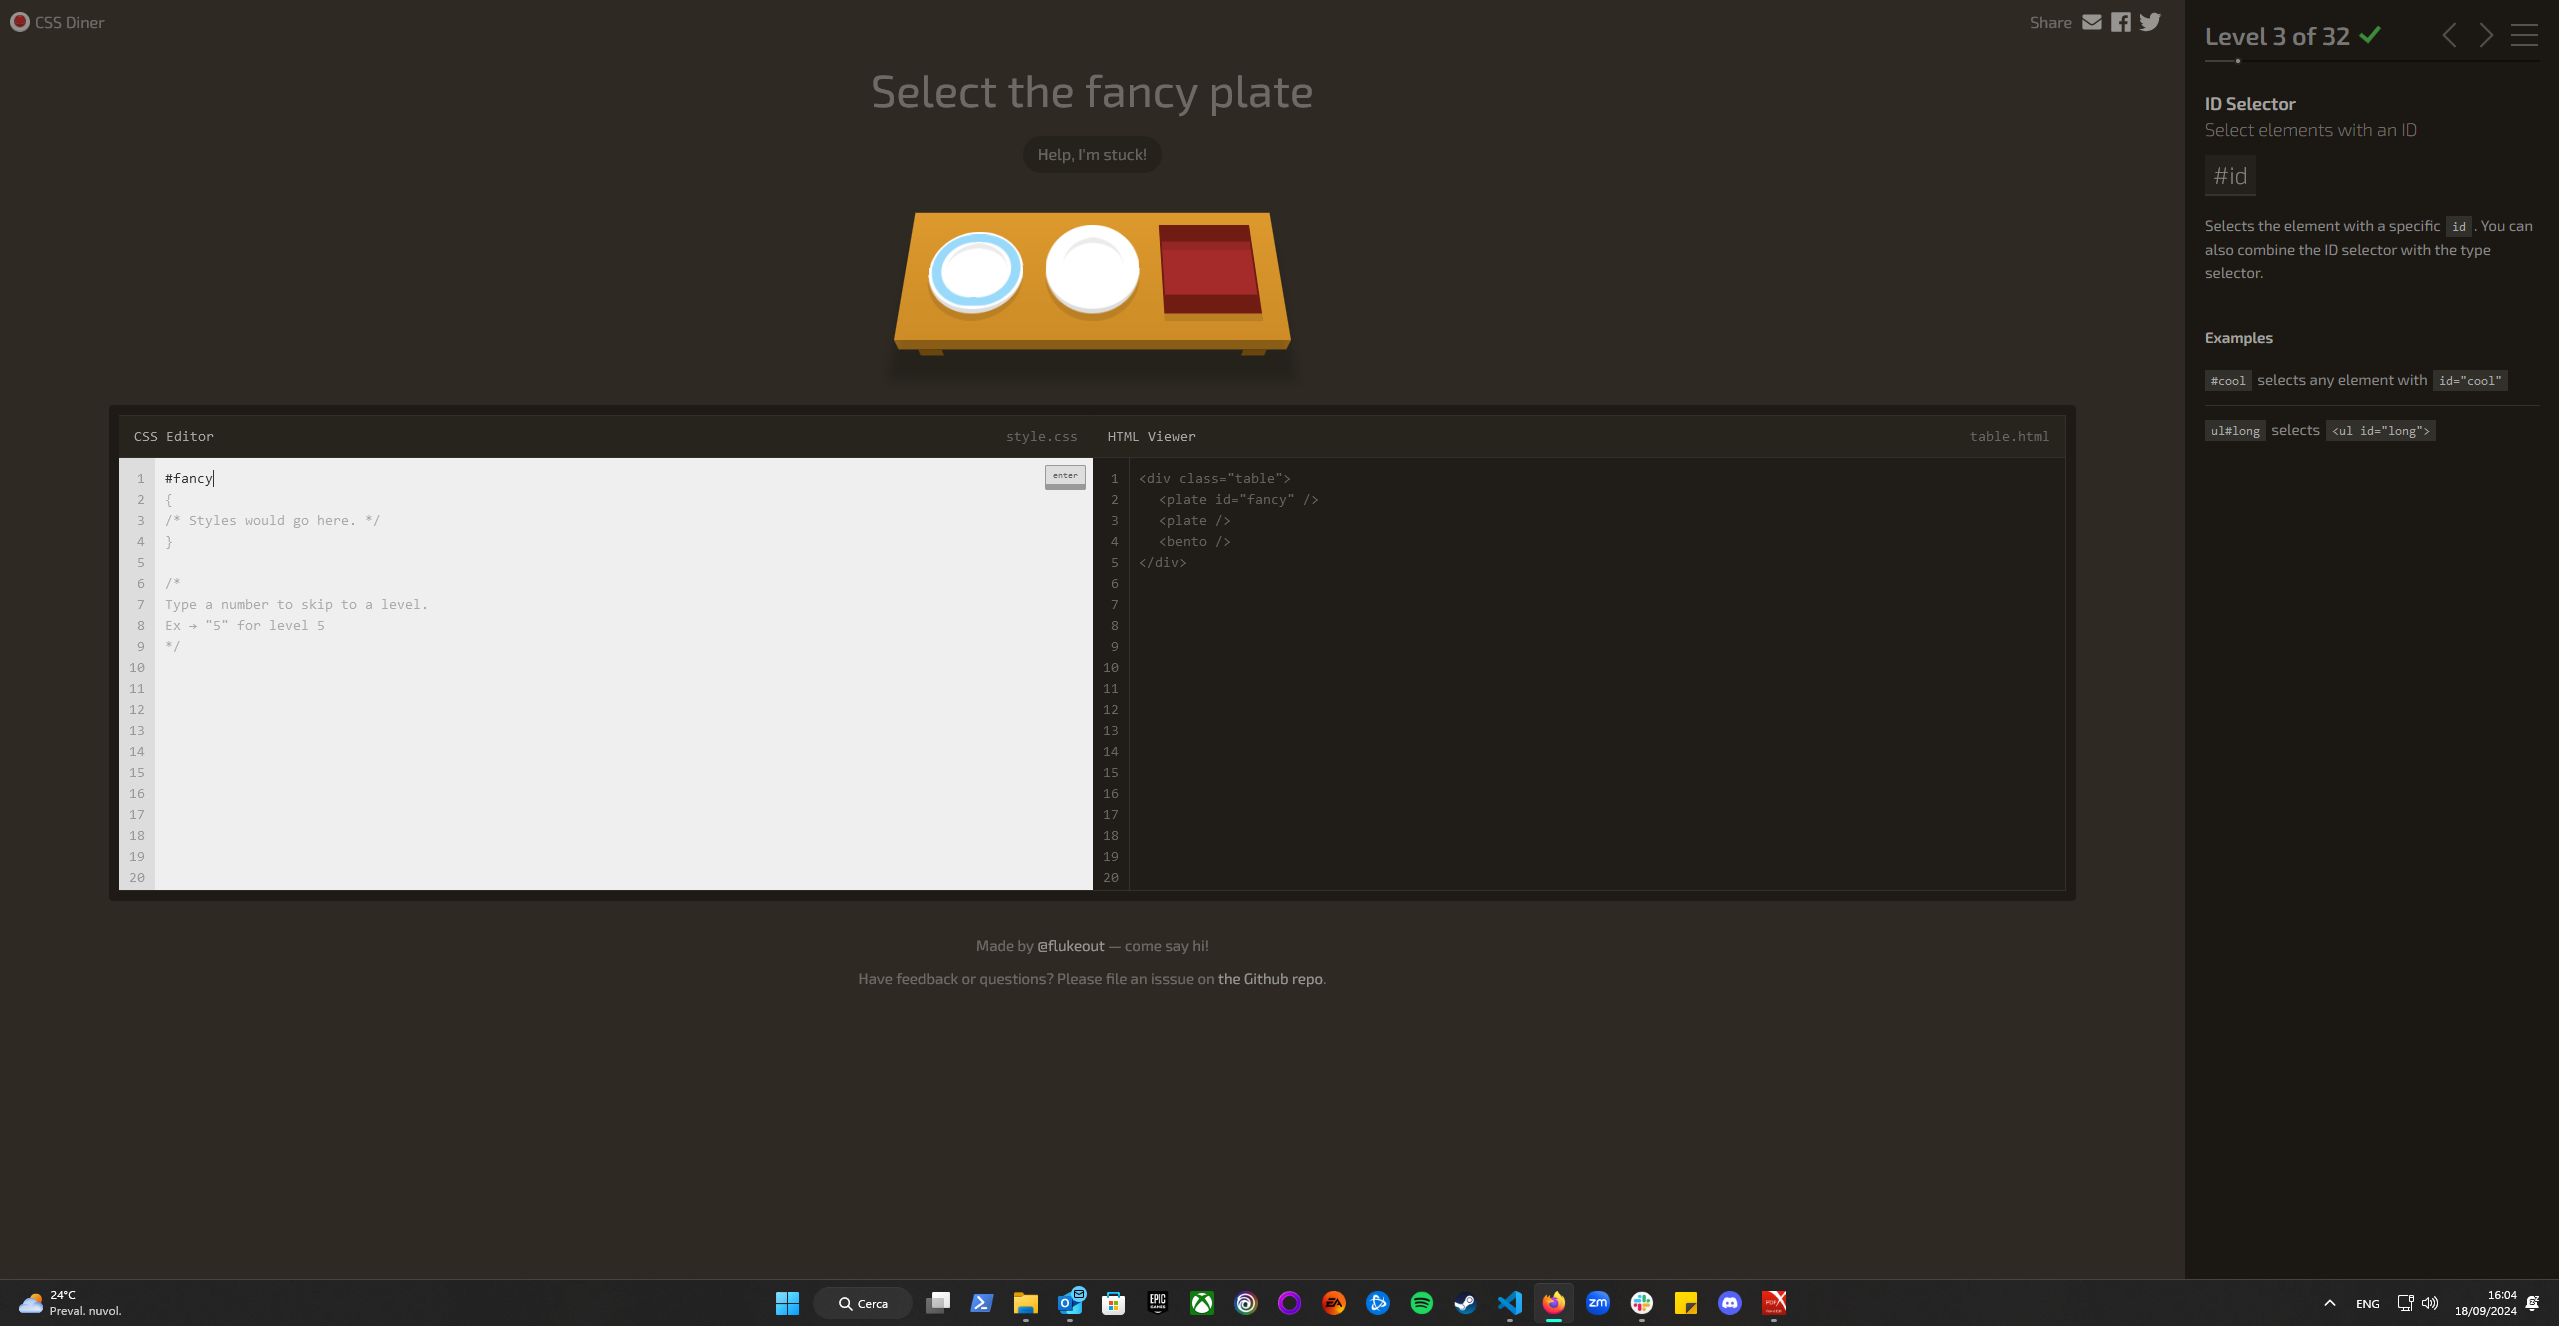 CSS Diner
Share
Select the fancy plate
Help, I'm stuck!
CSS Editor
style.css
1 #fancy
enter
2 {
3 /* Styles would go here. */
4 }
5
6 /*
7 Type a number to skip to a level.
8 Ex → "5" for level 5
9 */
10
11
12
13
14
15
16
17
18
19
20
HTML Viewer
table.html
1 <div class="table">
2 <plate id="fancy" />
3 <plate />
4 <bento />
5 </div>
6
7
8
9
10
11
12
13
14
15
16
17
18
19
20
Made by @flukeout — come say hi!
Have feedback or questions? Please file an isssue on the Github repo.
Level 3 of 32
ID Selector
Select elements with an ID
#id
Selects the element with a specific id . You can
also combine the ID selector with the type
selector.
Examples
#cool selects any element with id="cool"
ul#long selects <ul id="long">
24°C
Preval. nuvol.
Cerca
EPIC
GAMES
EA
zm
PDF
ENG
16:04
18/09/2024